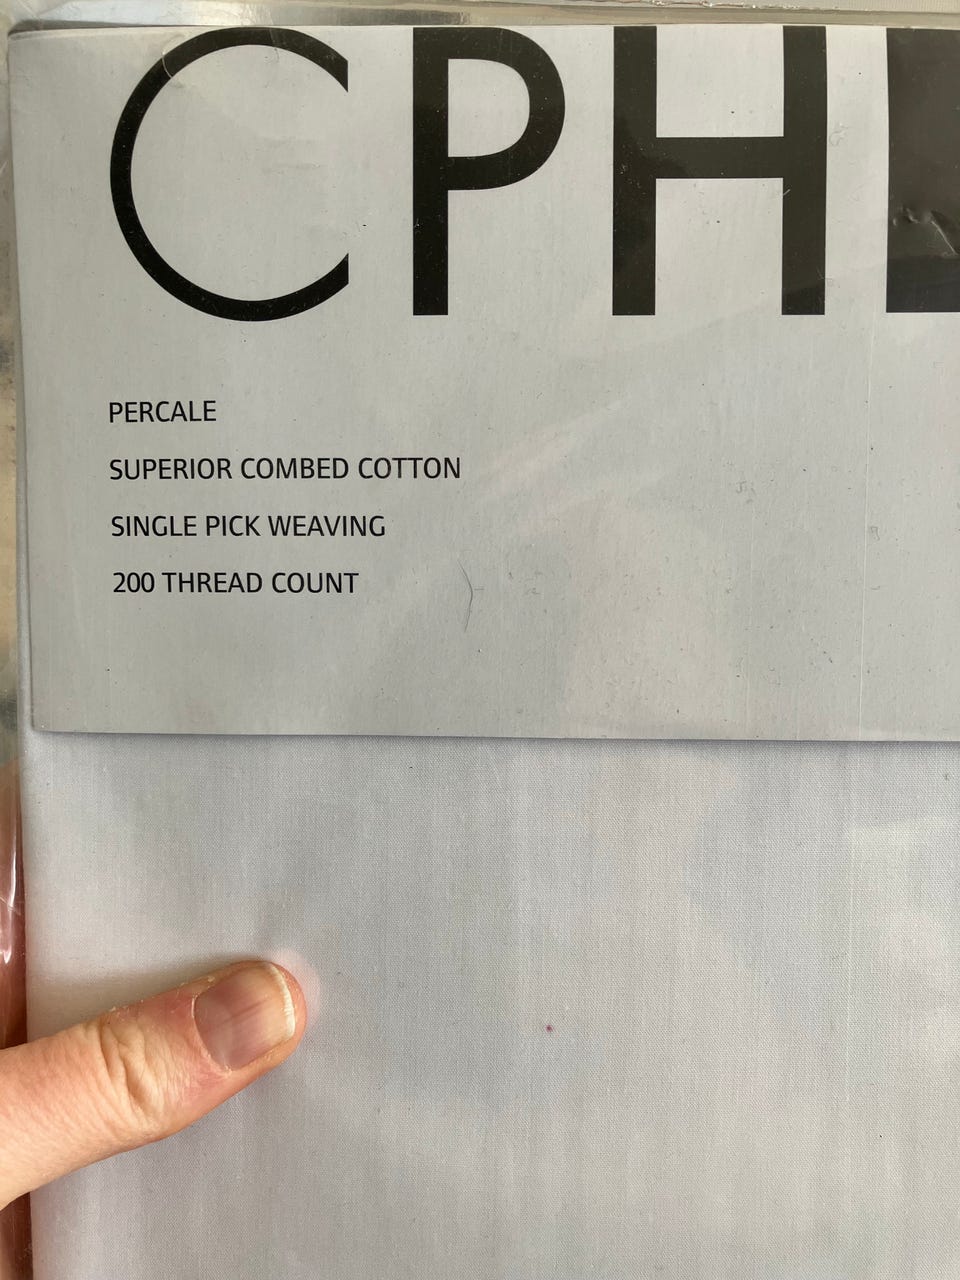 CPH
PERCALE
SUPERIOR COMBED COTTON
SINGLE PICK WEAVING
200 THREAD COUNT